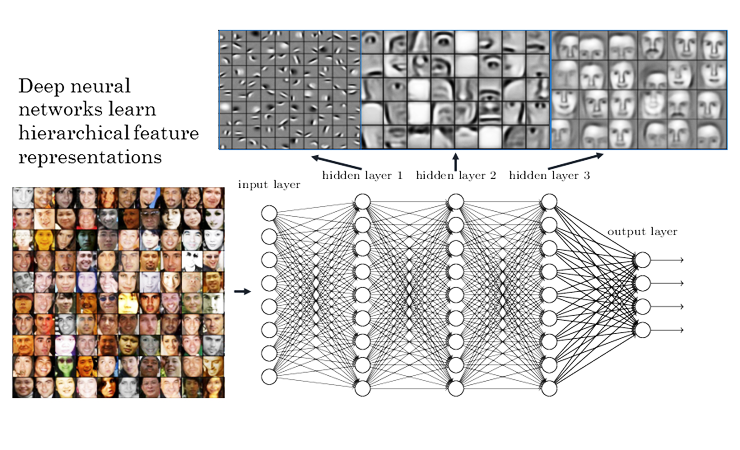 Deep neural
networks learn
hierarchical feature
representations
hidden layer 1 hidden layer 2 hidden layer 3
input layer
output layer